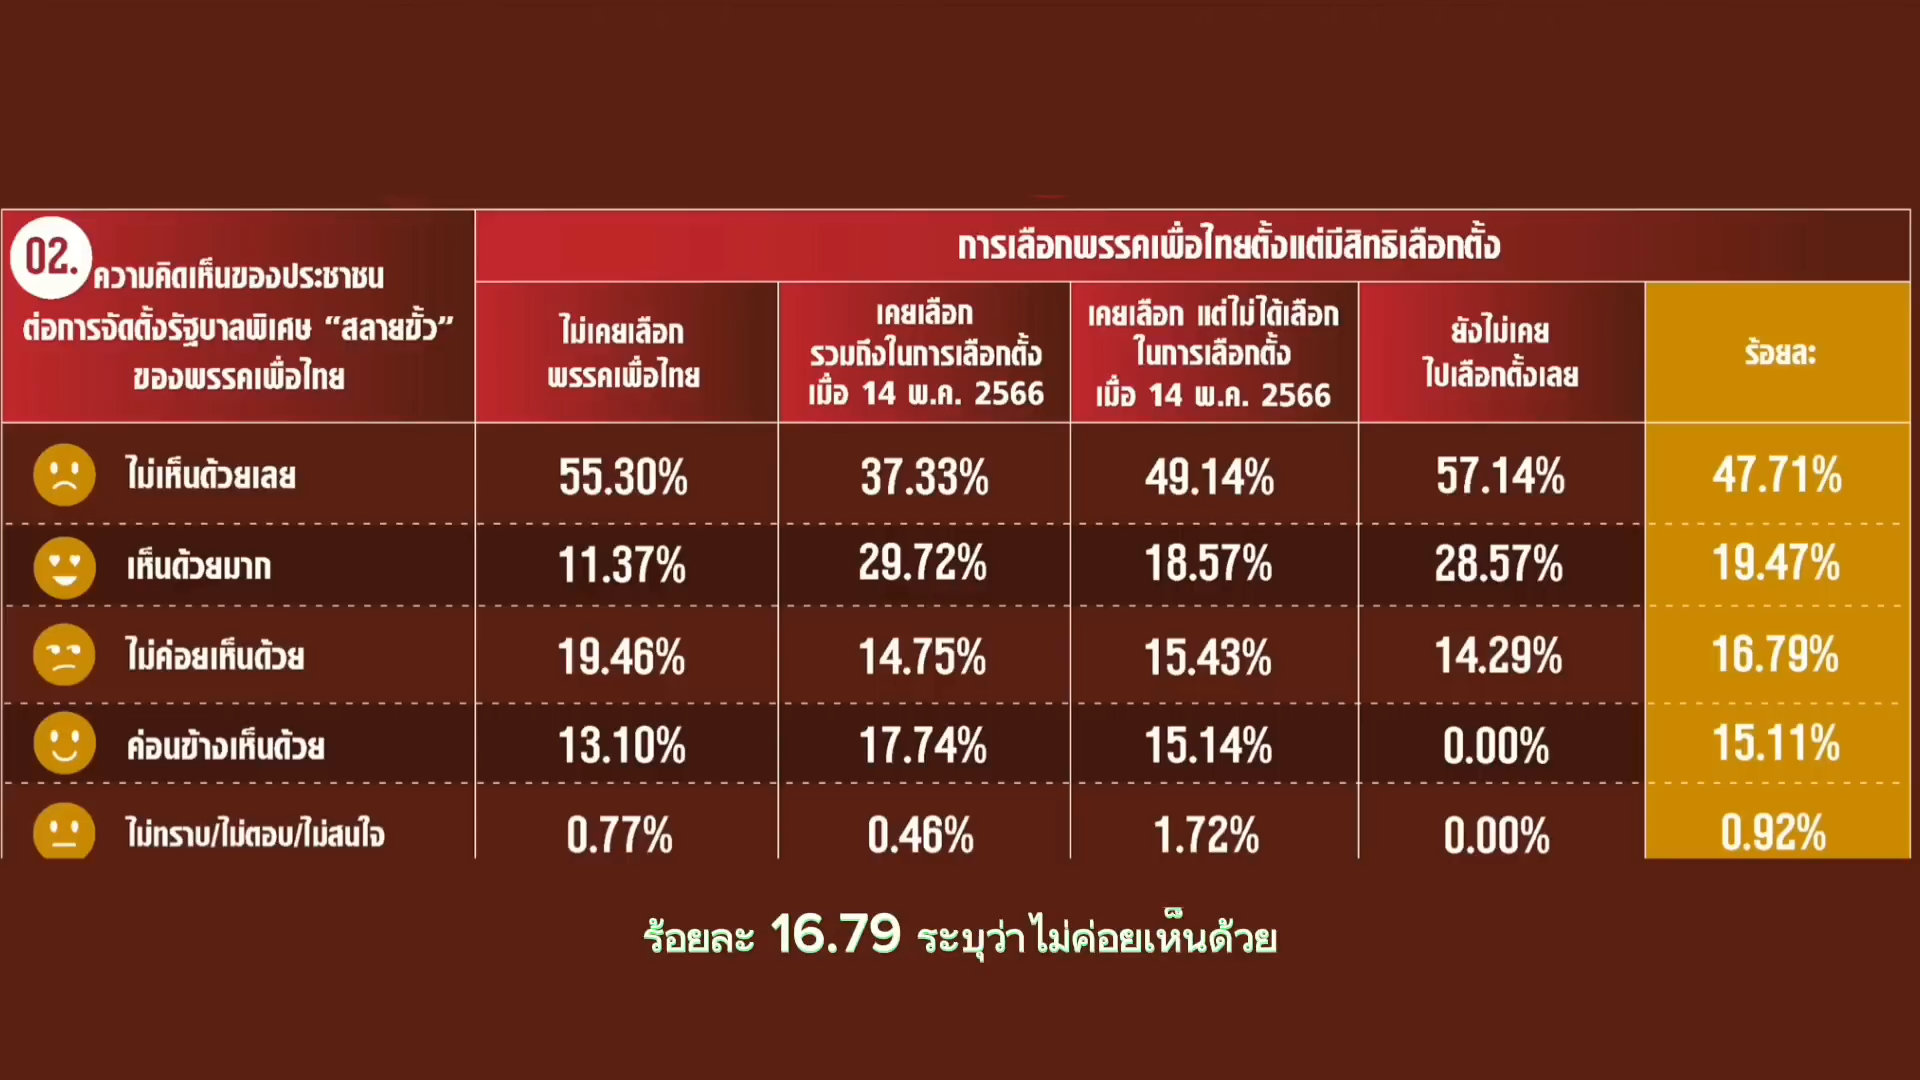 02.
ความคิดเห็นของประชาชน
ต่อการจัดตั้งรัฐบาลพิเศษ “สลายขั้ว”
ของพรรคเพื่อไทย
การเลือกพรรคเพื่อไทยตั้งแต่มีสิทธิเลือกตั้ง
ไม่เคยเลือก
พรรคเพื่อไทย
เคยเลือก
รวมถึงในการเลือกตั้ง
เมื่อ 14 พ.ค. 2566
เคยเลือก แต่ไม่ได้เลือก
ในการเลือกตั้ง
เมื่อ 14 พ.ค. 2566
ยังไม่เคย
ไปเลือกตั้งเลย
ร้อยละ
ไม่เห็นด้วยเลย 55.30% 37.33% 49.14% 57.14% 47.71%
เห็นด้วยมาก 11.37% 29.72% 18.57% 28.57% 19.47%
ไม่ค่อยเห็นด้วย 19.46% 14.75% 15.43% 14.29% 16.79%
ค่อนข้างเห็นด้วย 13.10% 17.74% 15.14% 0.00% 15.11%
ไม่ทราบ/ไม่ตอบ/ไม่สนใจ 0.77% 0.46% 1.72% 0.00% 0.92%
ร้อยละ 16.79 ระบุว่าไม่ค่อยเห็นด้วย